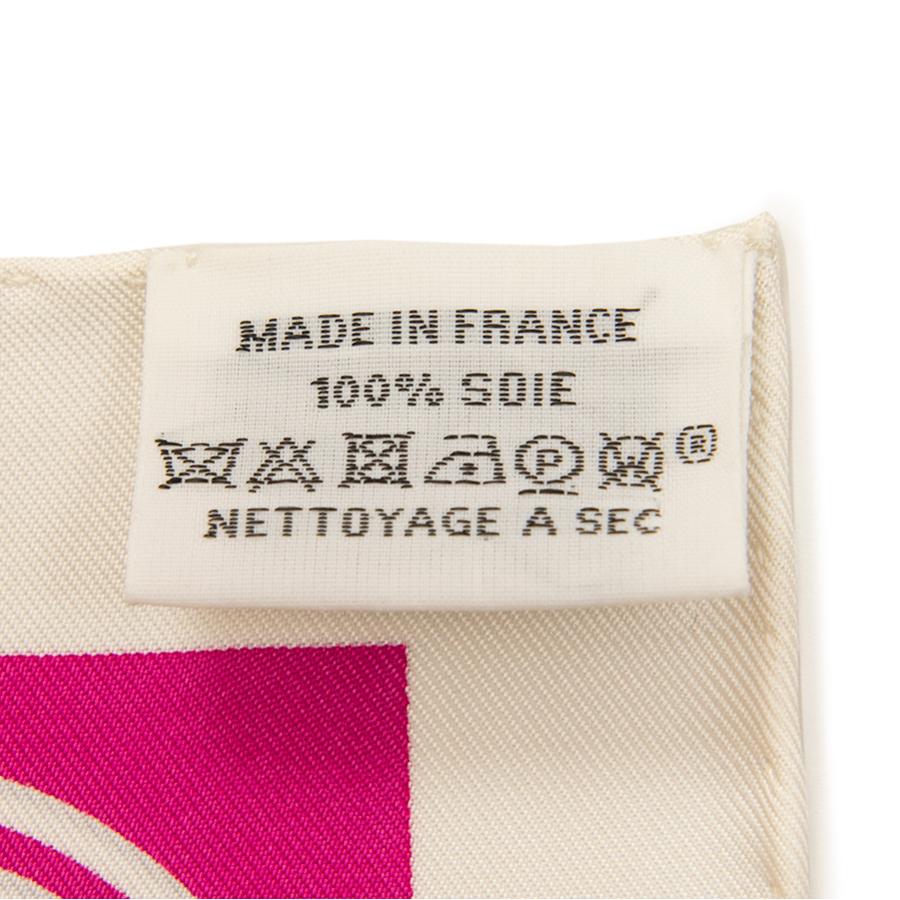 MADE IN FRANCE
100% SOIE
P W ®
NETTOYAGE A SEC